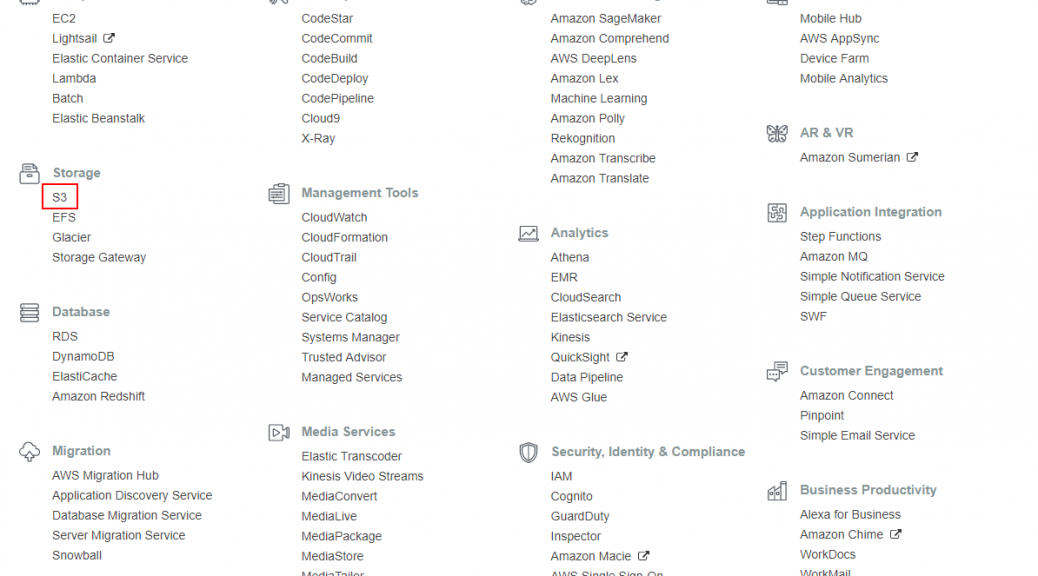 EC2
Lightsail
Elastic Container Service
Lambda
Batch
Elastic Beanstalk
Storage
S3
EFS
Glacier
Storage Gateway
Database
RDS
DynamoDB
ElastiCache
Amazon Redshift
Migration
AWS Migration Hub
Application Discovery Service
Database Migration Service
Server Migration Service
Snowball
CodeStar
CodeCommit
CodeBuild
CodeDeploy
CodePipeline
Cloud9
X-Ray
Management Tools
CloudWatch
CloudFormation
CloudTrail
Config
OpsWorks
Service Catalog
Systems Manager
Trusted Advisor
Managed Services
Media Services
Elastic Transcoder
Kinesis Video Streams
MediaConvert
MediaLive
MediaPackage
MediaStore
MediaTailor
Amazon SageMaker
Amazon Comprehend
AWS DeepLens
Amazon Lex
Machine Learning
Amazon Polly
Rekognition
Amazon Transcribe
Amazon Translate
Analytics
Athena
EMR
CloudSearch
Elasticsearch Service
Kinesis
QuickSight
Data Pipeline
AWS Glue
Security, Identity & Compliance
IAM
Cognito
GuardDuty
Inspector
Amazon Macie
AWS Single Sign-On
Mobile Hub
AWS AppSync
Device Farm
Mobile Analytics
AR & VR
Amazon Sumerian
Application Integration
Step Functions
Amazon MQ
Simple Notification Service
Simple Queue Service
SWF
Customer Engagement
Amazon Connect
Pinpoint
Simple Email Service
Business Productivity
Alexa for Business
Amazon Chime
WorkDocs
WorkMail